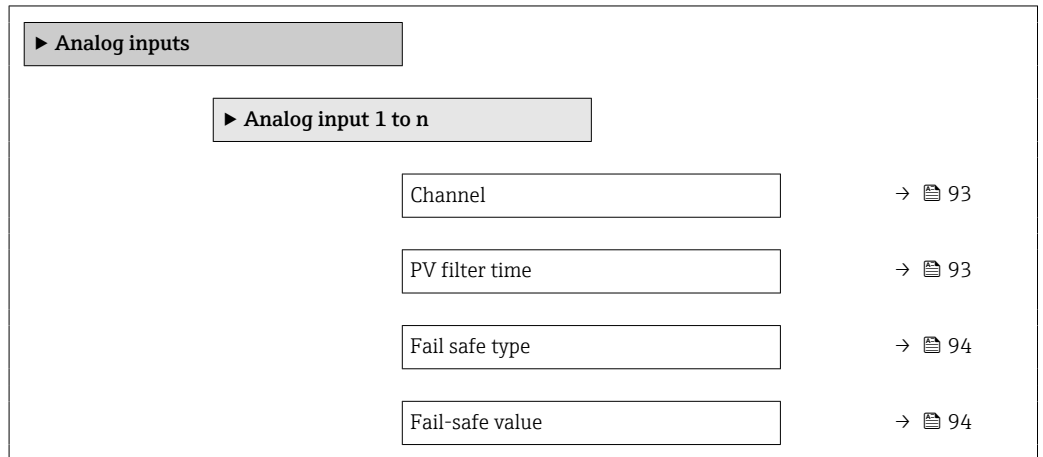 ▶ Analog inputs
▶ Analog input 1 to n
Channel → 93
PV filter time → 93
Fail safe type → 94
Fail-safe value → 94